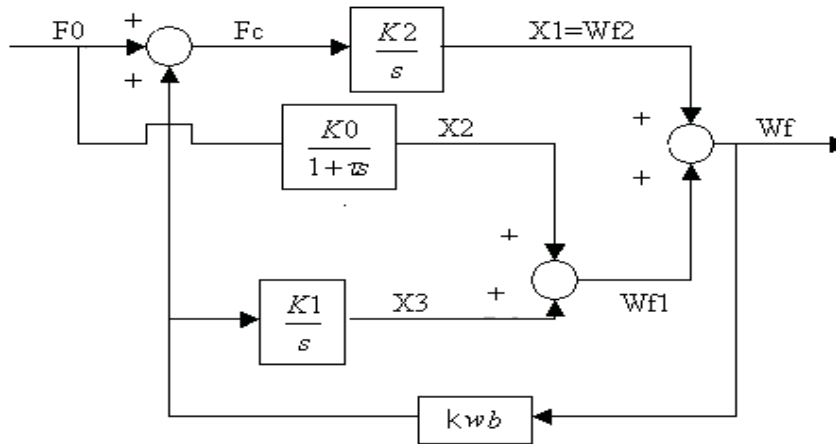 +
F0
Fc
K2
s
X1=Wf2
+
K0
1+τs
X2
+
Wf
+
+
+
K1
s
X3
Wf1
kwb